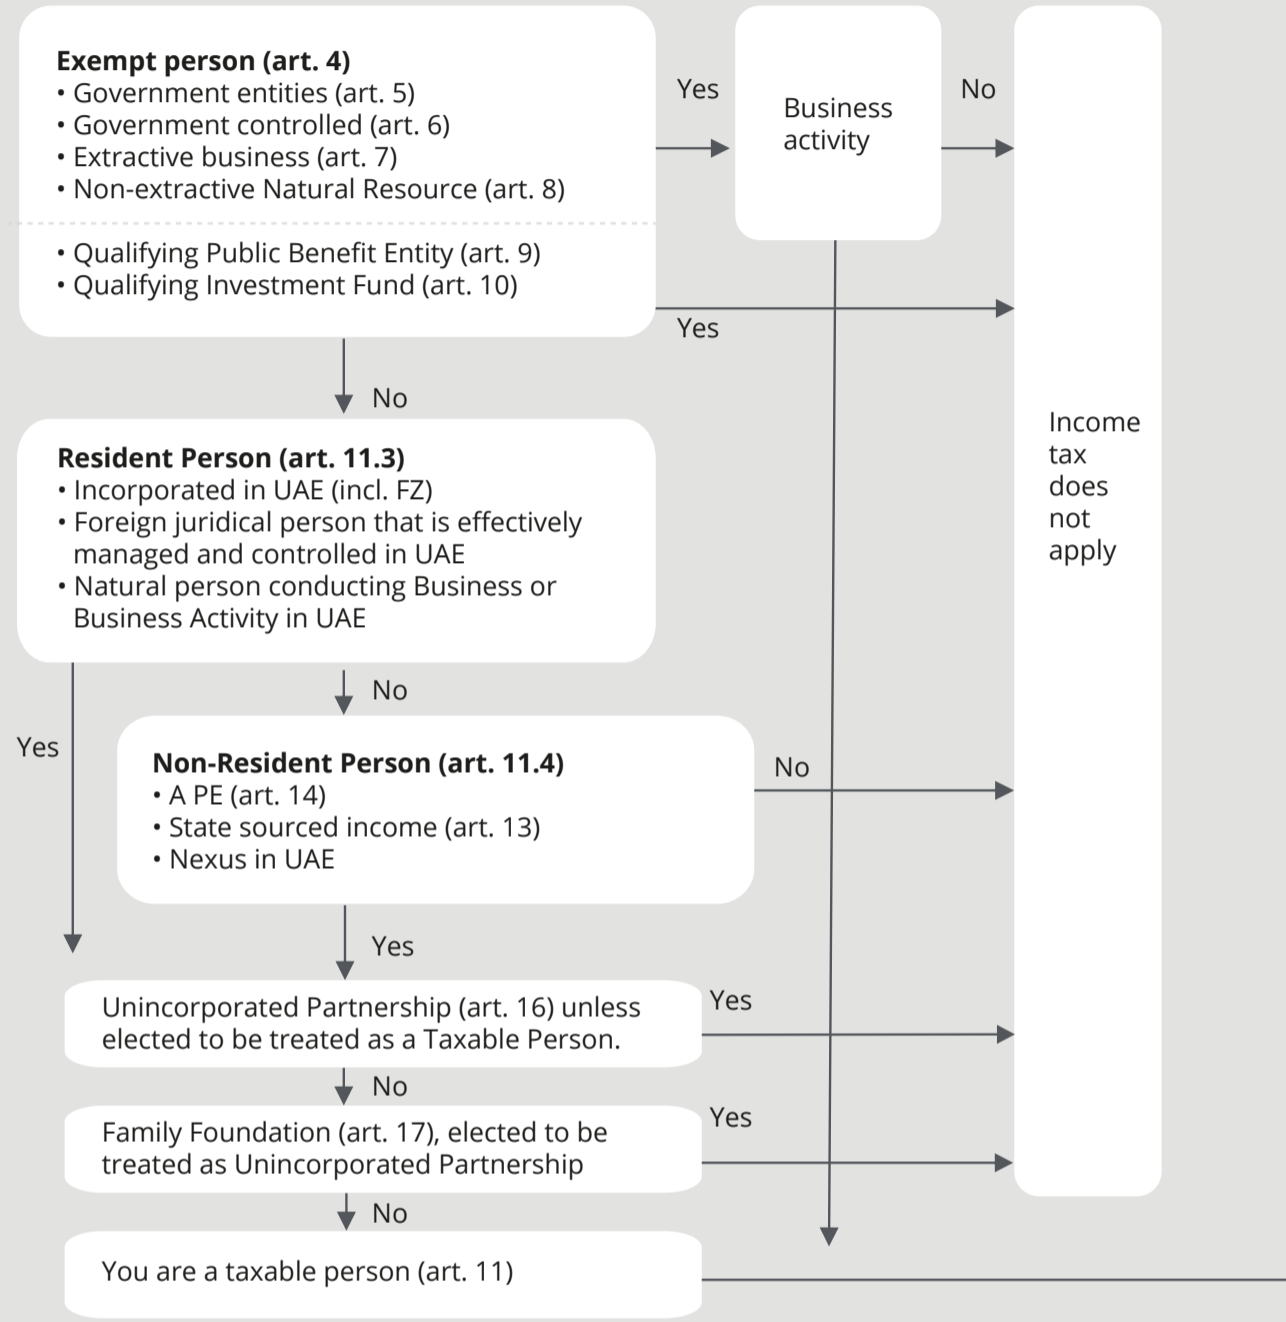 Exempt person (art. 4)
• Government entities (art. 5)
• Government controlled (art. 6)
• Extractive business (art. 7)
• Non-extractive Natural Resource (art. 8)
• Qualifying Public Benefit Entity (art. 9)
• Qualifying Investment Fund (art. 10)
Yes
Business
activity
No
Yes
No
Income
tax
does
not
apply
Resident Person (art. 11.3)
• Incorporated in UAE (incl. FZ)
• Foreign juridical person that is effectively
managed and controlled in UAE
• Natural person conducting Business or
Business Activity in UAE
No
Yes
Non-Resident Person (art. 11.4)
• A PE (art. 14)
• State sourced income (art. 13)
• Nexus in UAE
No
Yes
Unincorporated Partnership (art. 16) unless
elected to be treated as a Taxable Person.
Yes
No
Family Foundation (art. 17), elected to be
treated as Unincorporated Partnership
Yes
No
You are a taxable person (art. 11)